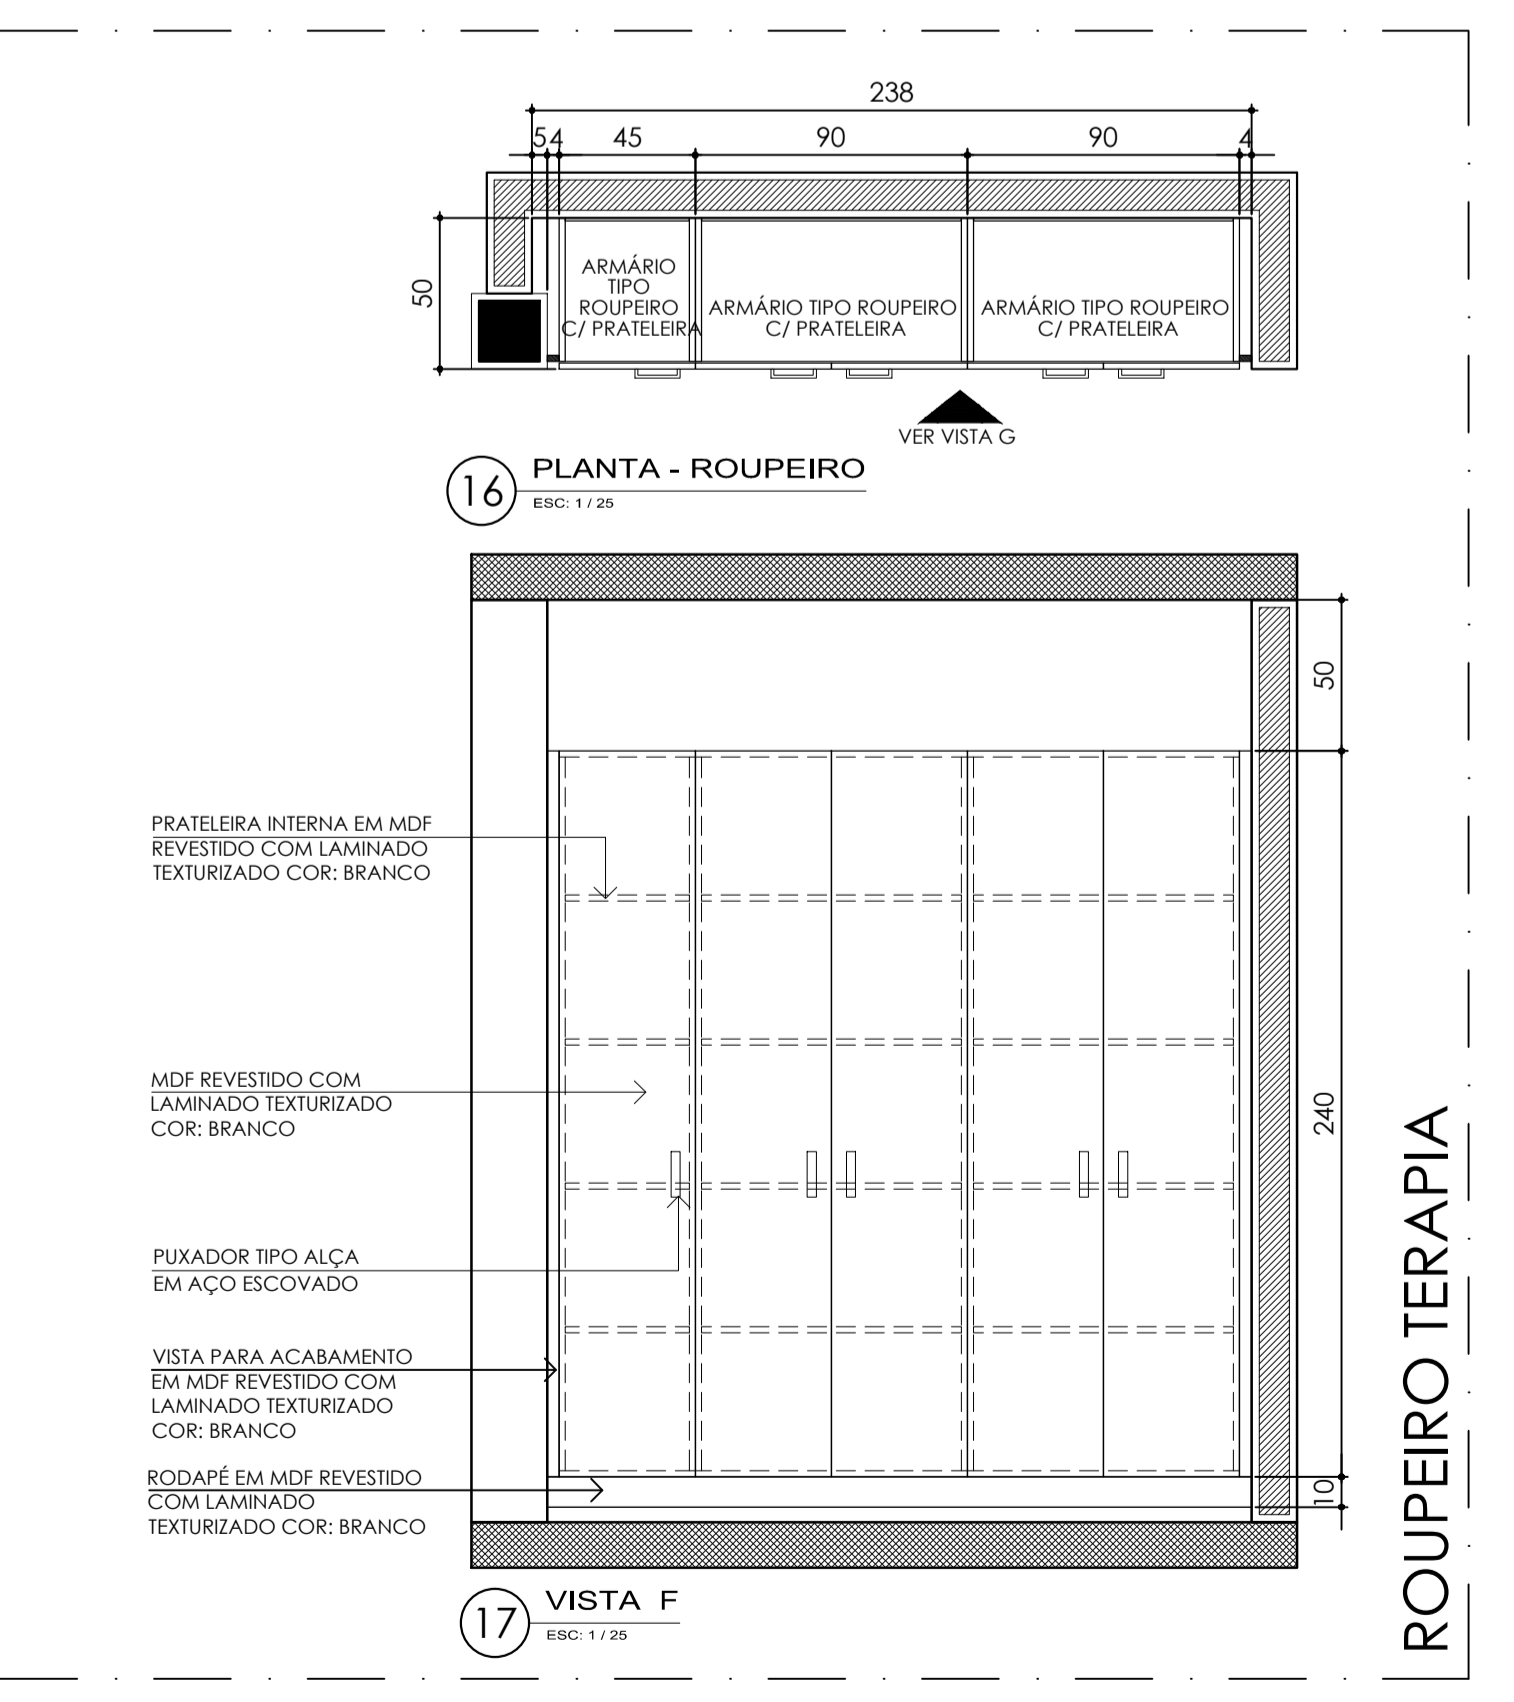 238
5 4 45 90 90 4
50
ARMÁRIO
TIPO
ROUPEIRO
C/ PRATELEIRA
ARMÁRIO TIPO ROUPEIRO
C/ PRATELEIRA
ARMÁRIO TIPO ROUPEIRO
C/ PRATELEIRA
VER VISTA G
16 PLANTA - ROUPEIRO
ESC: 1 / 25
50
240
10
PRATELEIRA INTERNA EM MDF
REVESTIDO COM LAMINADO
TEXTURIZADO COR: BRANCO
MDF REVESTIDO COM
LAMINADO TEXTURIZADO
COR: BRANCO
PUXADOR TIPO ALÇA
EM AÇO ESCOVADO
VISTA PARA ACABAMENTO
EM MDF REVESTIDO COM
LAMINADO TEXTURIZADO
COR: BRANCO
RODAPÉ EM MDF REVESTIDO
COM LAMINADO
TEXTURIZADO COR: BRANCO
17 VISTA F
ESC: 1 / 25
ROUPEIRO TERAPIA